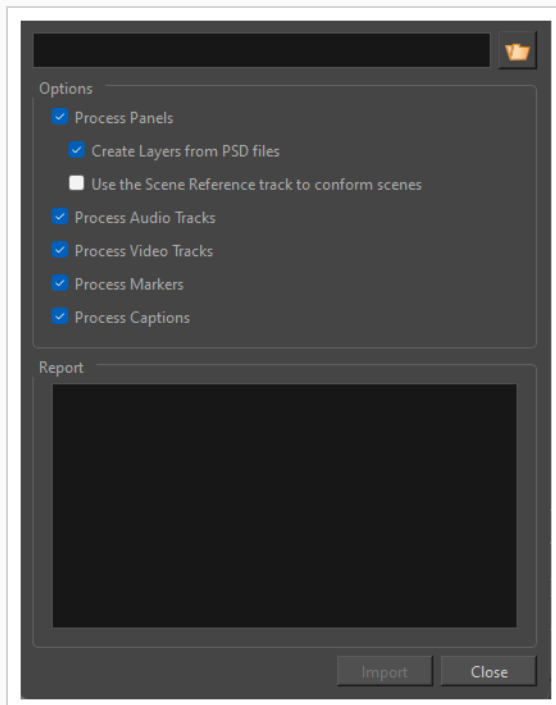 Options
Process Panels
Create Layers from PSD files
Use the Scene Reference track to conform scenes
Process Audio Tracks
Process Video Tracks
Process Markers
Process Captions
Report
Import Close